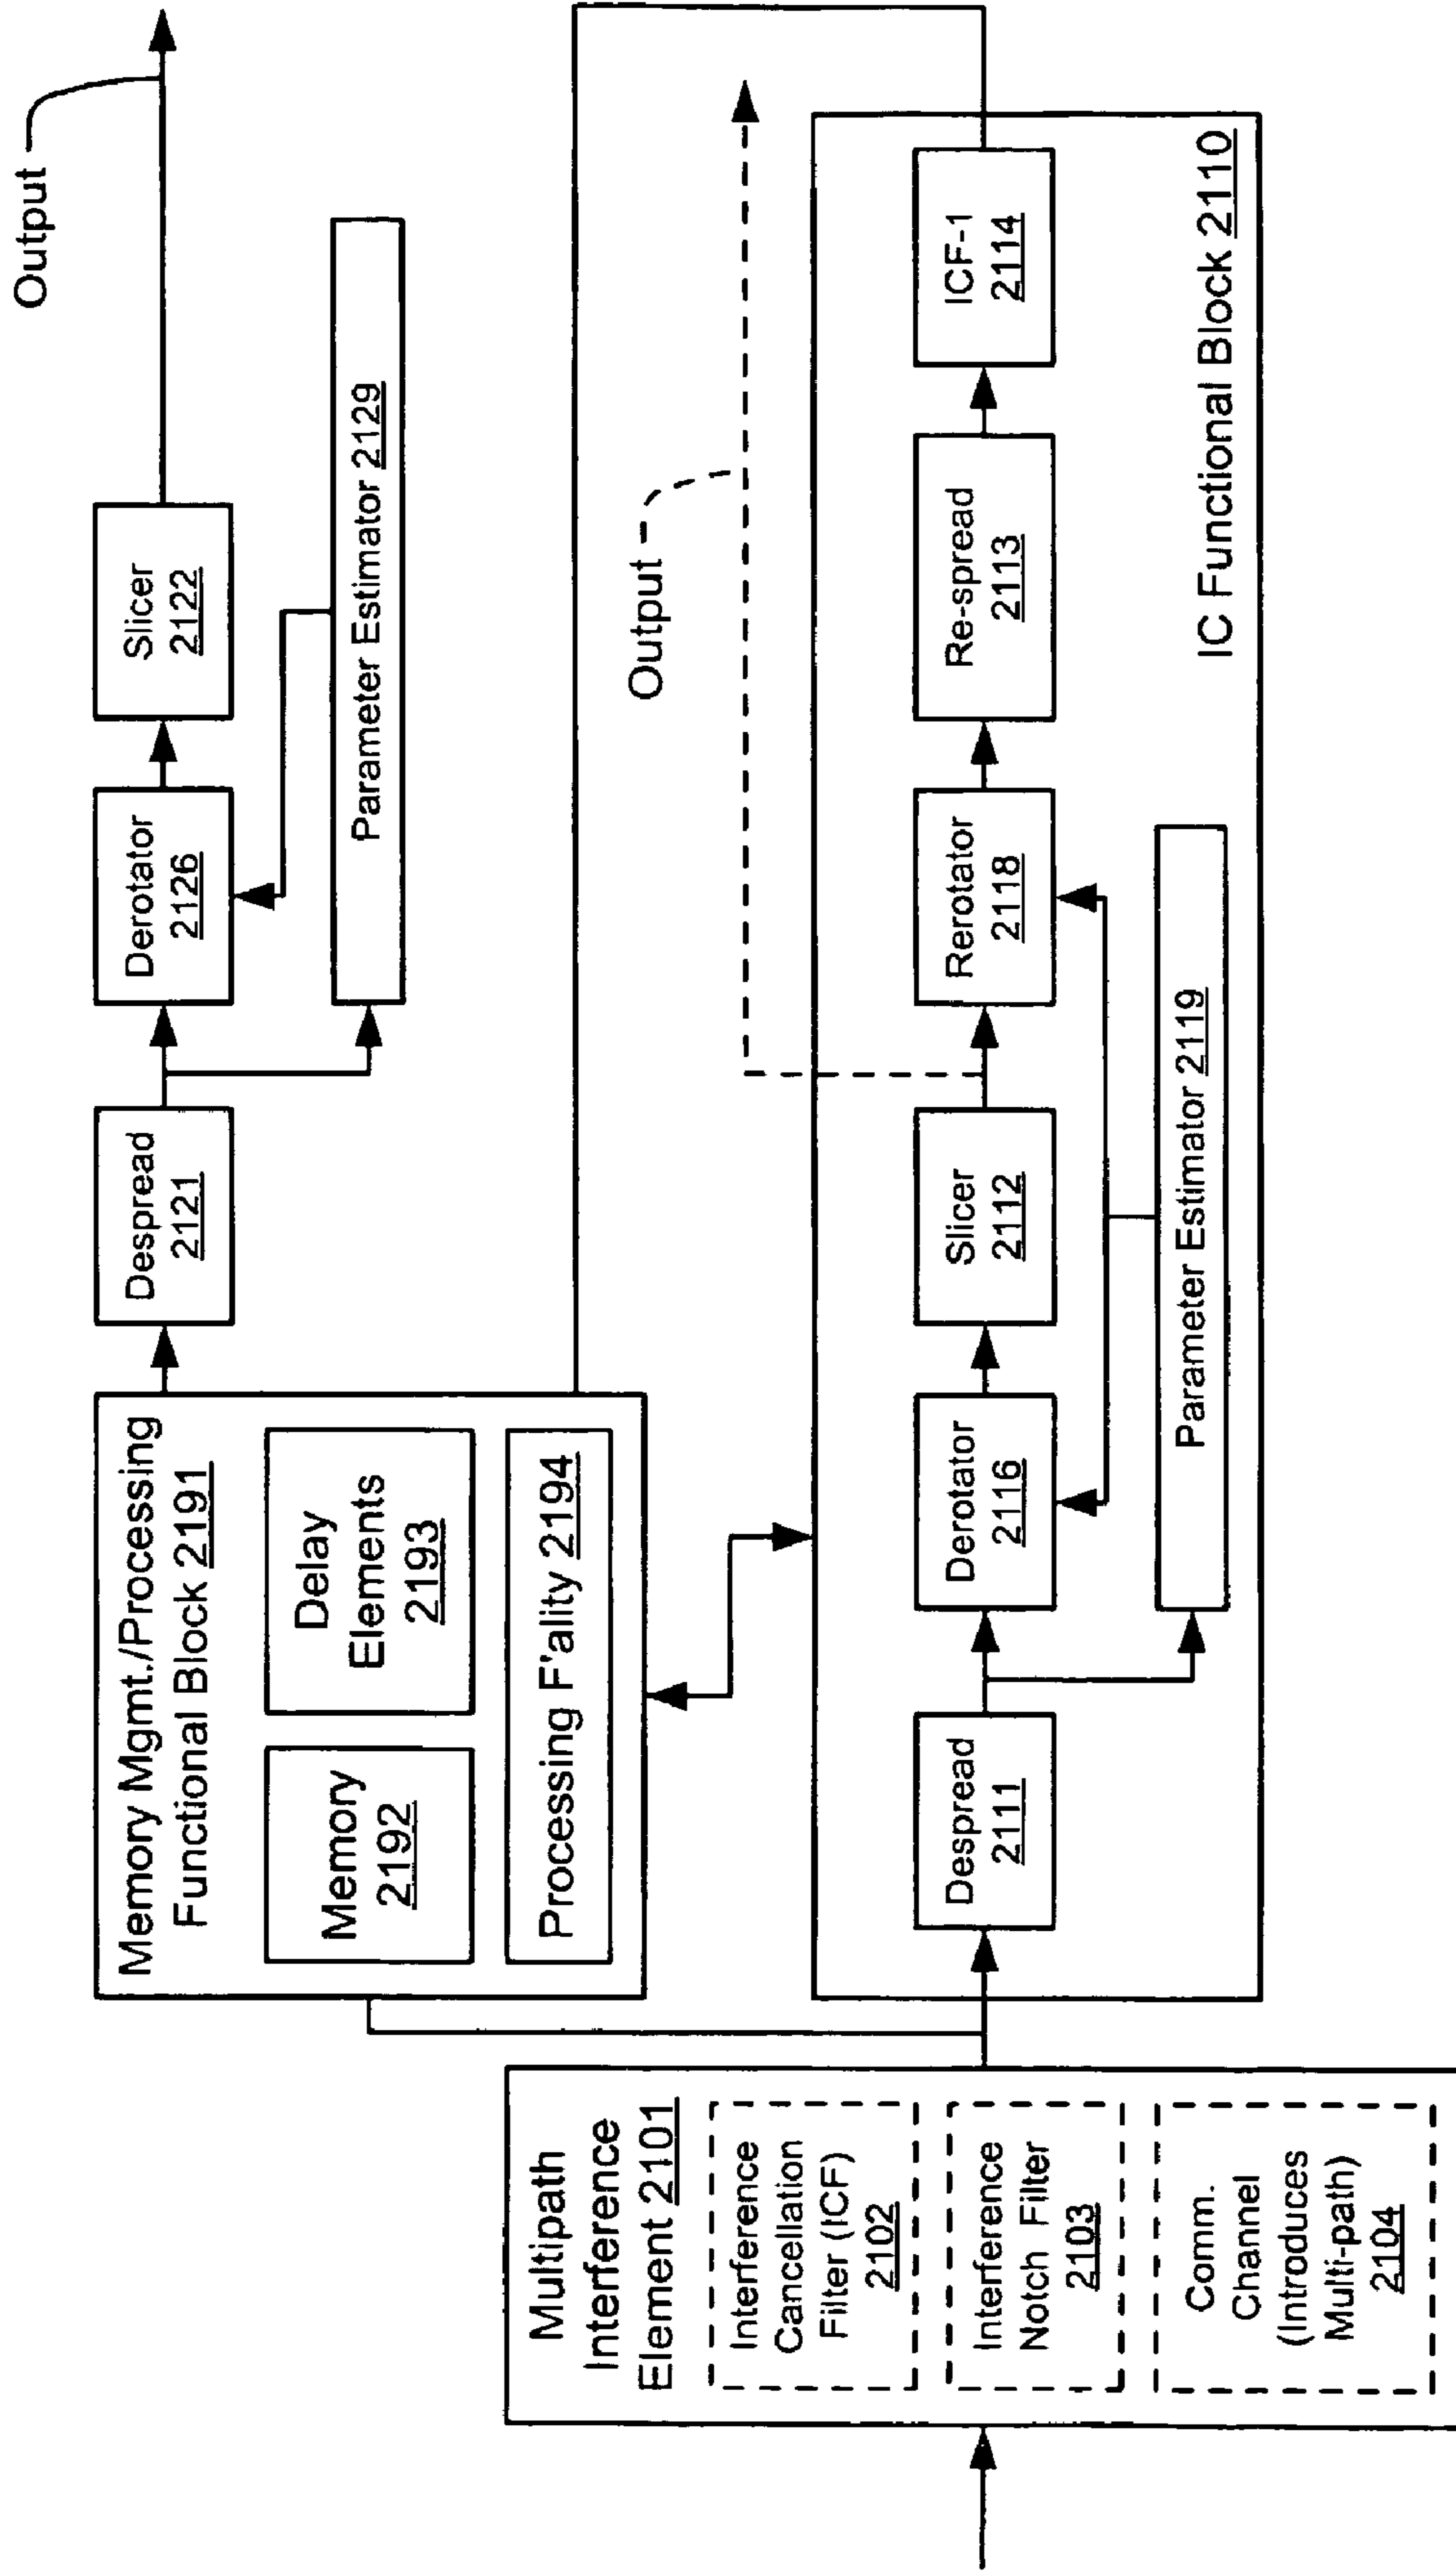 Multipath
Interference
Element 2101
Interference
Cancellation
Filter (ICF)
2102
Interference
Notch Filter
2103
Comm.
Channel
(Introduces
Multi-path)
2104
Memory Mgmt./Processing
Functional Block 2191
Memory
2192
Delay
Elements
2193
Processing F'ality 2194
Despread
2121
Derotator
2126
Slicer
2122
Parameter Estimator 2129
Output
Despread
2111
Derotator
2116
Slicer
2112
Rerotator
2118
Re-spread
2113
ICF-1
2114
Parameter Estimator 2119
IC Functional Block 2110
Output